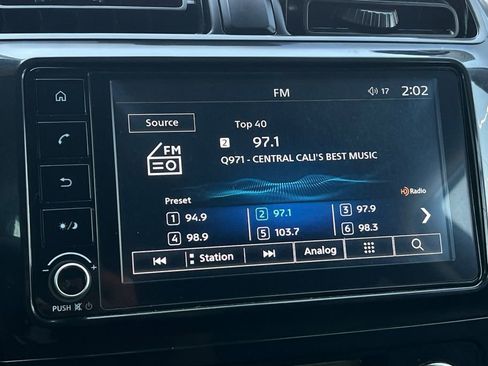 FM
17
2:02
Source
Top 40
2 97.1
FM
Q971 - CENTRAL CALI'S BEST MUSIC
HD Radio
Preset
1 94.9
2 97.1
3 97.9
4 98.9
5 103.7
6 98.3
Station
Analog
- +
PUSH